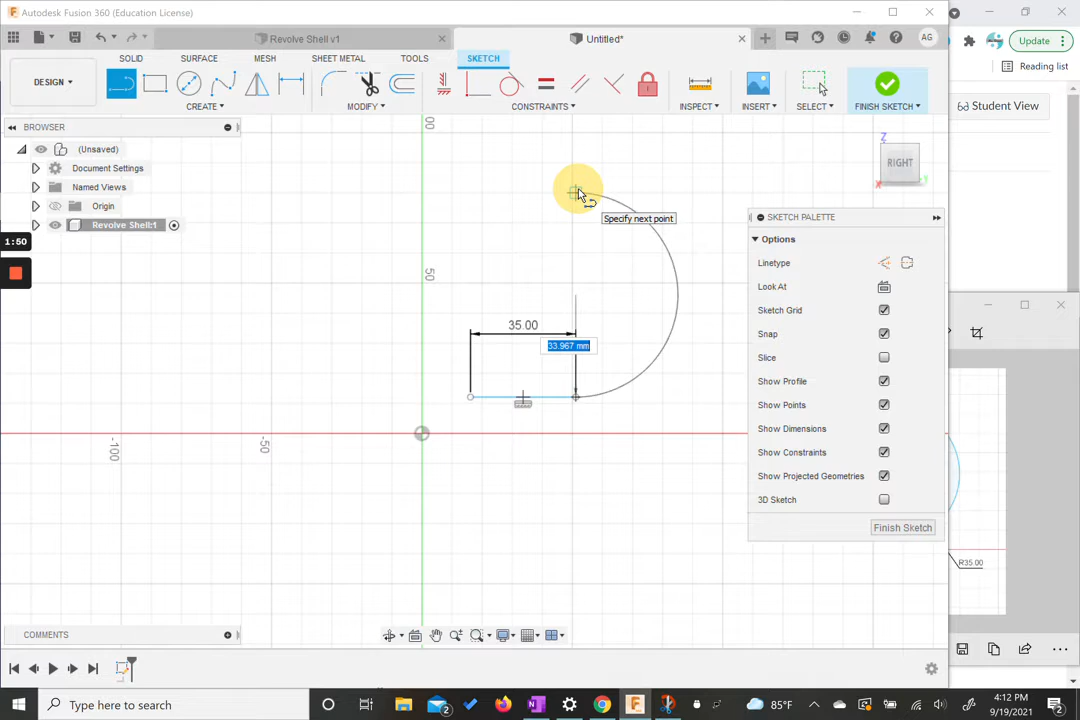 Autodesk Fusion 360 (Education License)
Revolve Shell v1
Untitled*
AG
Update
Reading list
SOLID
SURFACE
MESH
SHEET METAL
TOOLS
SKETCH
DESIGN
CREATE
MODIFY
CONSTRAINTS
INSPECT
INSERT
SELECT
FINISH SKETCH
Student View
BROWSER
(Unsaved)
Document Settings
Named Views
Origin
Revolve Shell:1
1:50
00
50
Z
RIGHT
X
Specify next point
35.00
33.967 mm
-100
-50
SKETCH PALETTE
Options
Linetype
Look At
Sketch Grid
Snap
Slice
Show Profile
Show Points
Show Dimensions
Show Constraints
Show Projected Geometries
3D Sketch
Finish Sketch
R35.00
COMMENTS
Type here to search
2
85°F
4:12 PM
9/19/2021
2